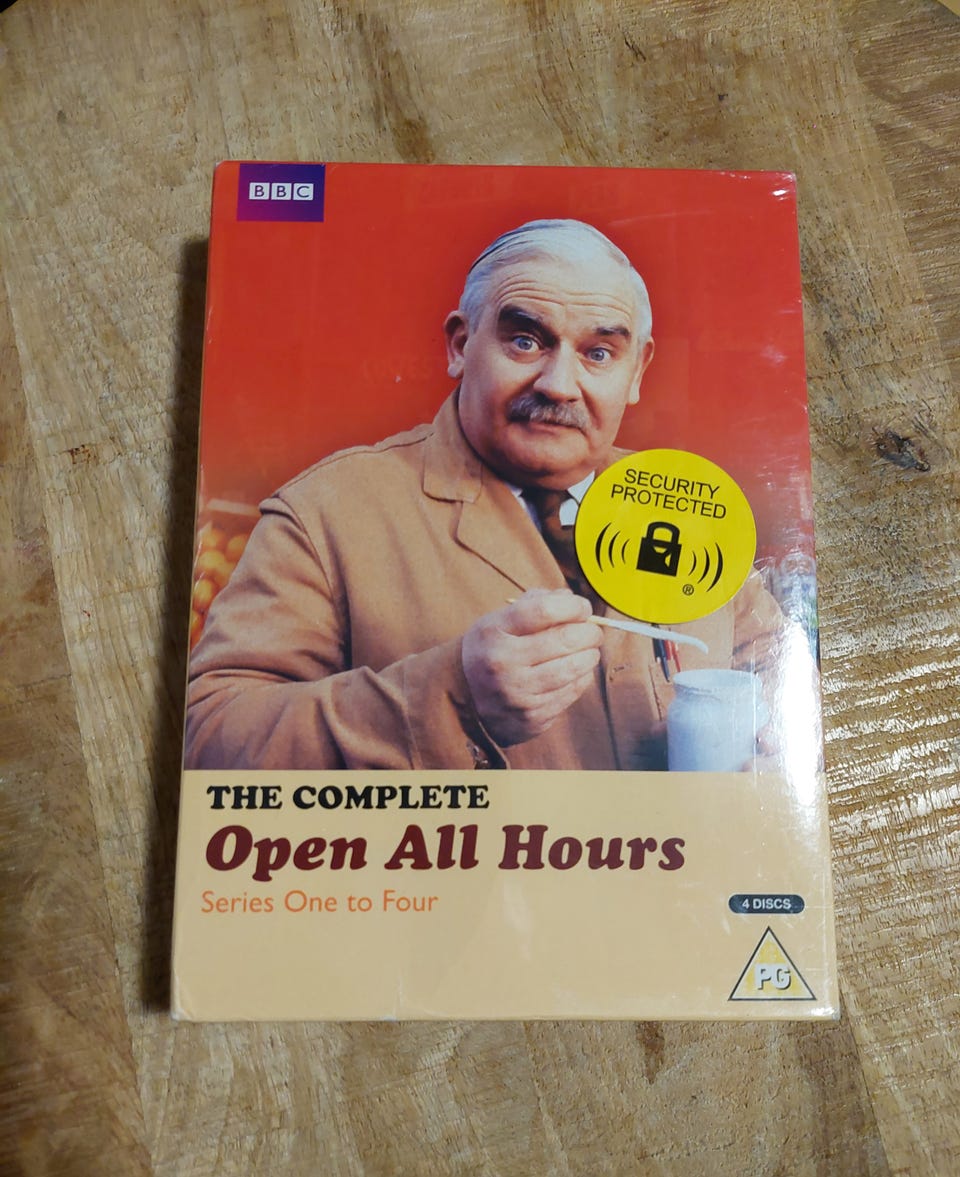 BBC
SECURITY
PROTECTED
®
THE COMPLETE
Open All Hours
Series One to Four
4 DISCS
PG